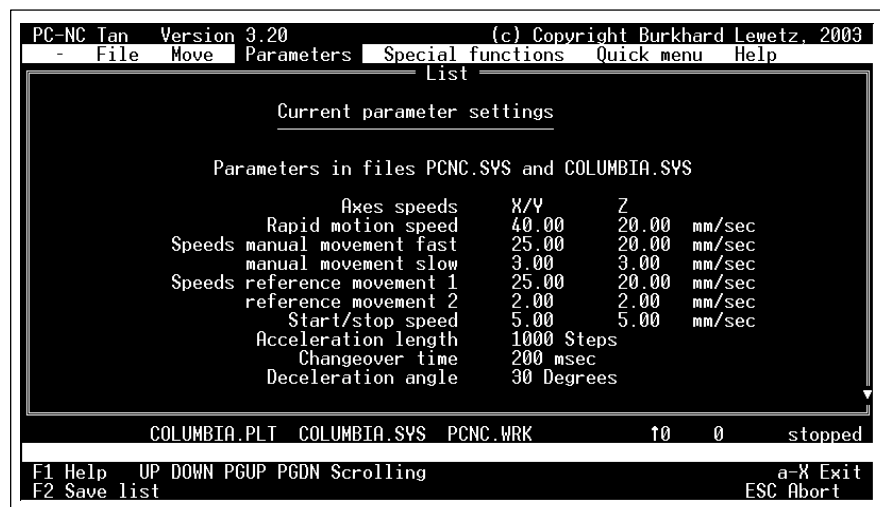 PC-NC Tan Version 3.20 (c) Copyright Burkhard Lewetz, 2003
- File Move Parameters Special functions Quick menu Help
List
Current parameter settings
Parameters in files PCNC.SYS and COLUMBIA.SYS
Axes speeds X/Y Z
Rapid motion speed 40.00 20.00 mm/sec
Speeds manual movement fast 25.00 20.00 mm/sec
manual movement slow 3.00 3.00 mm/sec
Speeds reference movement 1 25.00 20.00 mm/sec
reference movement 2 2.00 2.00 mm/sec
Start/stop speed 5.00 5.00 mm/sec
Acceleration length 1000 Steps
Changeover time 200 msec
Deceleration angle 30 Degrees
COLUMBIA.PLT COLUMBIA.SYS PCNC.WRK ↑0 0 stopped
F1 Help UP DOWN PGUP PGDN Scrolling a-X Exit
F2 Save list ESC Abort